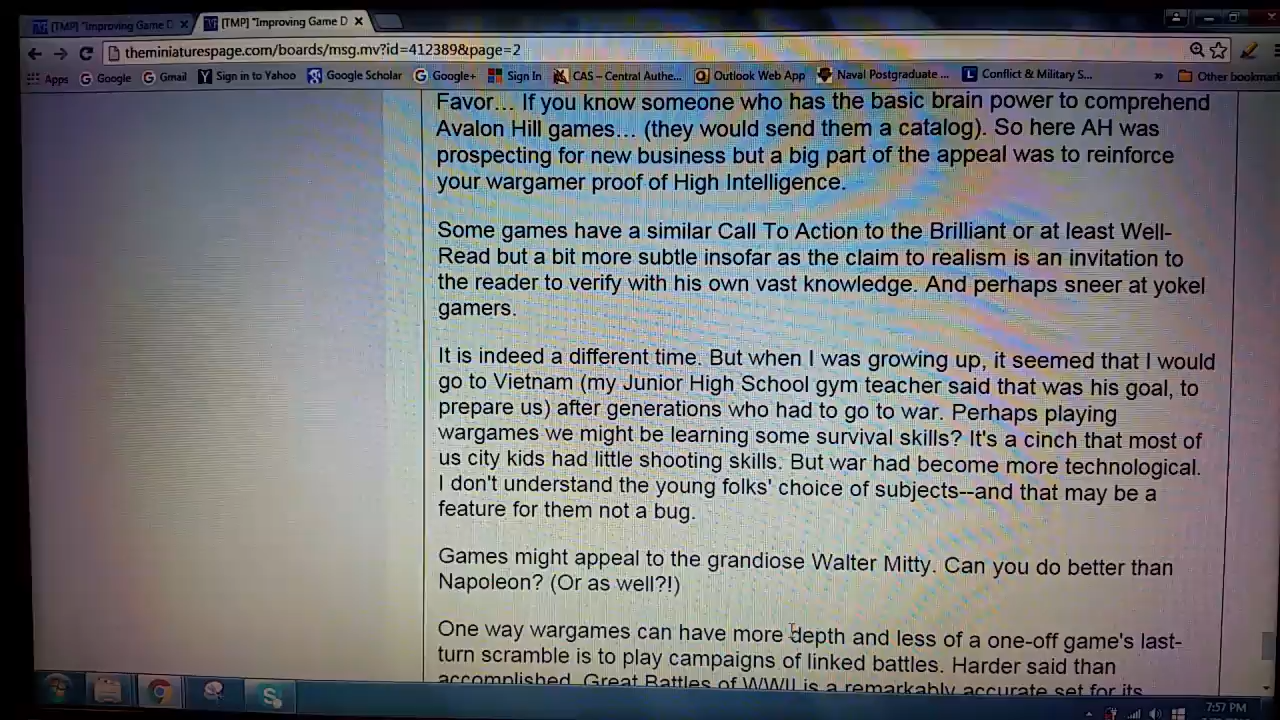 [TMP] "Improving Game D
[TMP] "Improving Game D
theminiaturespage.com/boards/msg.mv?id=412389&page=2
Apps Google Gmail Sign in to Yahoo Google Scholar Google+ Sign In CAS – Central Authe... Outlook Web App Naval Postgraduate ... Conflict & Military S... » Other bookmar
Favor... If you know someone who has the basic brain power to comprehend
Avalon Hill games... (they would send them a catalog). So here AH was
prospecting for new business but a big part of the appeal was to reinforce
your wargamer proof of High Intelligence.
Some games have a similar Call To Action to the Brilliant or at least Well-
Read but a bit more subtle insofar as the claim to realism is an invitation to
the reader to verify with his own vast knowledge. And perhaps sneer at yokel
gamers.
It is indeed a different time. But when I was growing up, it seemed that I would
go to Vietnam (my Junior High School gym teacher said that was his goal, to
prepare us) after generations who had to go to war. Perhaps playing
wargames we might be learning some survival skills? It's a cinch that most of
us city kids had little shooting skills. But war had become more technological.
I don't understand the young folks' choice of subjects--and that may be a
feature for them not a bug.
Games might appeal to the grandiose Walter Mitty. Can you do better than
Napoleon? (Or as well?!)
One way wargames can have more depth and less of a one-off game's last-
turn scramble is to play campaigns of linked battles. Harder said than
accomplished. Great Battles of WWII is a remarkably accurate set for its
7:57 PM